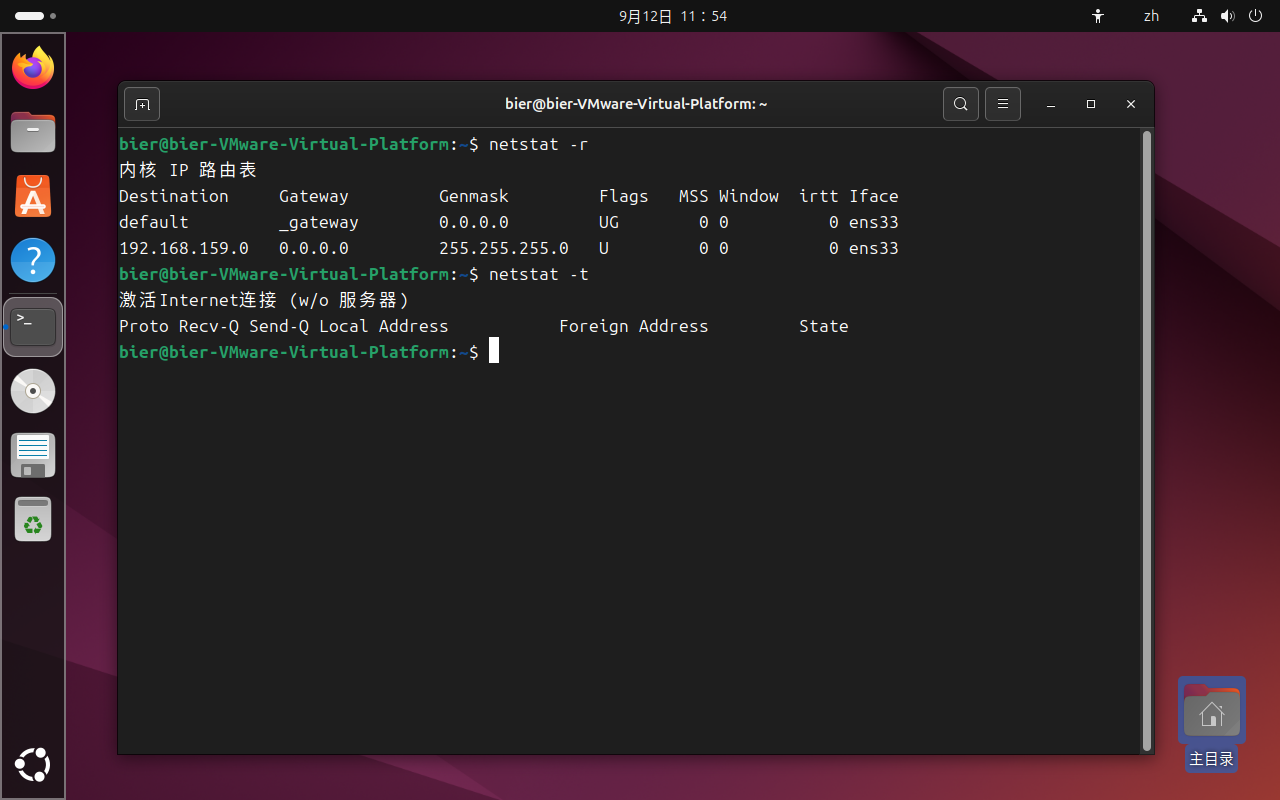 9月12日 11：54
zh
bier@bier-VMware-Virtual-Platform: ~
bier@bier-VMware-Virtual-Platform:~$ netstat -r
内核 IP 路由表
Destination     Gateway         Genmask         Flags   MSS Window  irtt Iface
default         _gateway        0.0.0.0         UG        0 0          0 ens33
192.168.159.0   0.0.0.0         255.255.255.0   U         0 0          0 ens33
bier@bier-VMware-Virtual-Platform:~$ netstat -t
激活Internet连接 (w/o 服务器)
Proto Recv-Q Send-Q Local Address           Foreign Address         State
bier@bier-VMware-Virtual-Platform:~$
主目录